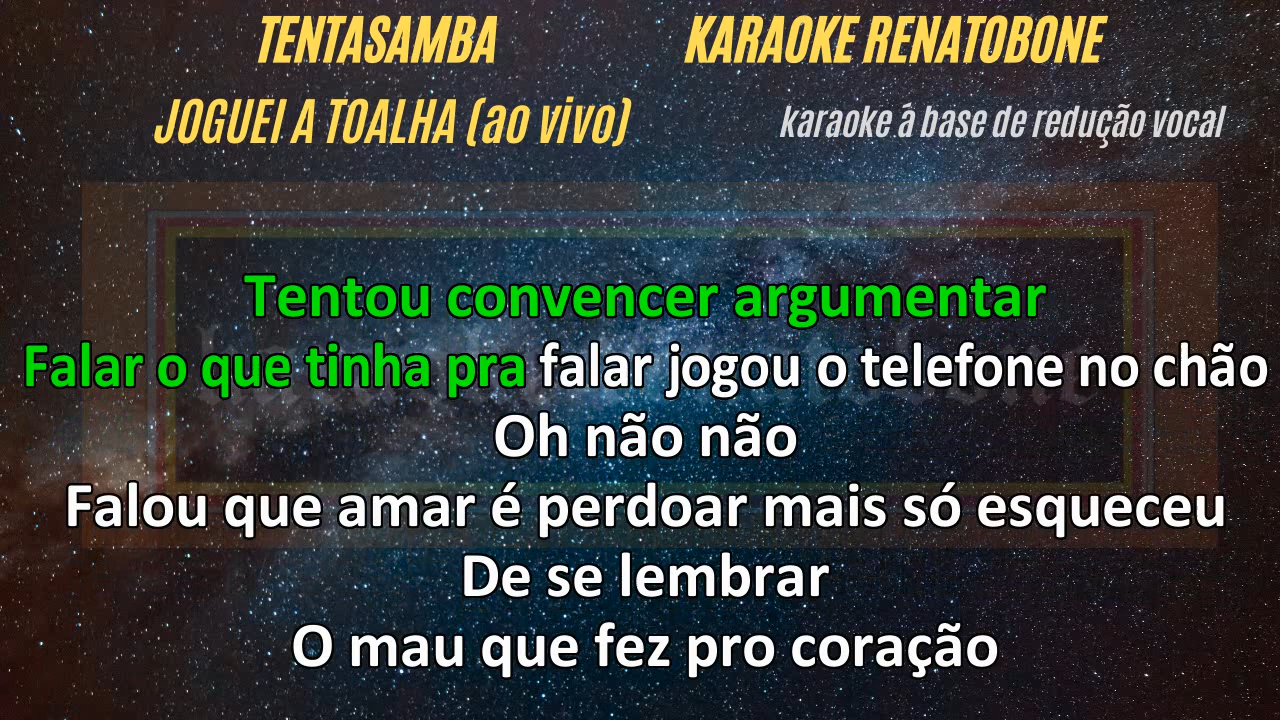 TENTASAMBA
KARAOKE RENATOBONE
JOGUEI A TOALHA (ao vivo)
karaoke á base de redução vocal
Tentou convencer argumentar
Falar o que tinha pra falar jogou o telefone no chão
Oh não não
Falou que amar é perdoar mais só esqueceu
De se lembrar
O mau que fez pro coração